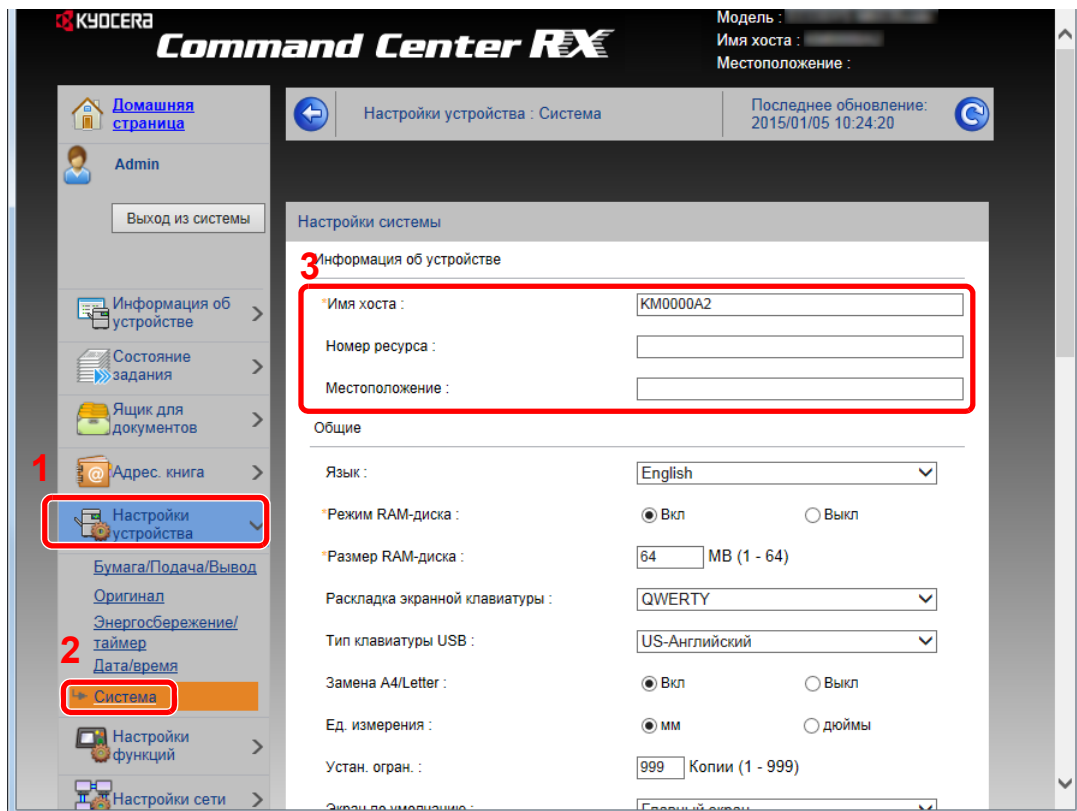 KYOCERA
Command Center RX
Модель :
Имя хоста :
Местоположение :
Домашняя
страница
Admin
Выход из системы
Информация об
устройстве
Состояние
задания
Ящик для
документов
1
Адрес. книга
Настройки
устройства
Бумага/Подача/Вывод
Оригинал
Энергосбережение/
таймер
2
Дата/время
Система
Настройки
функций
Настройки сети
Настройки устройства : Система
Последнее обновление:
2015/01/05 10:24:20
Настройки системы
3
Информация об устройстве
*Имя хоста : KM0000A2
Номер ресурса :
Местоположение :
Общие
Язык : English
*Режим RAM-диска : Вкл Выкл
*Размер RAM-диска : 64 MB (1 - 64)
Раскладка экранной клавиатуры : QWERTY
Тип клавиатуры USB : US-Английский
Замена A4/Letter : Вкл Выкл
Ед. измерения : мм дюймы
Устан. огран. : 999 Копии (1 - 999)
Экран по умолчанию : Главный экран